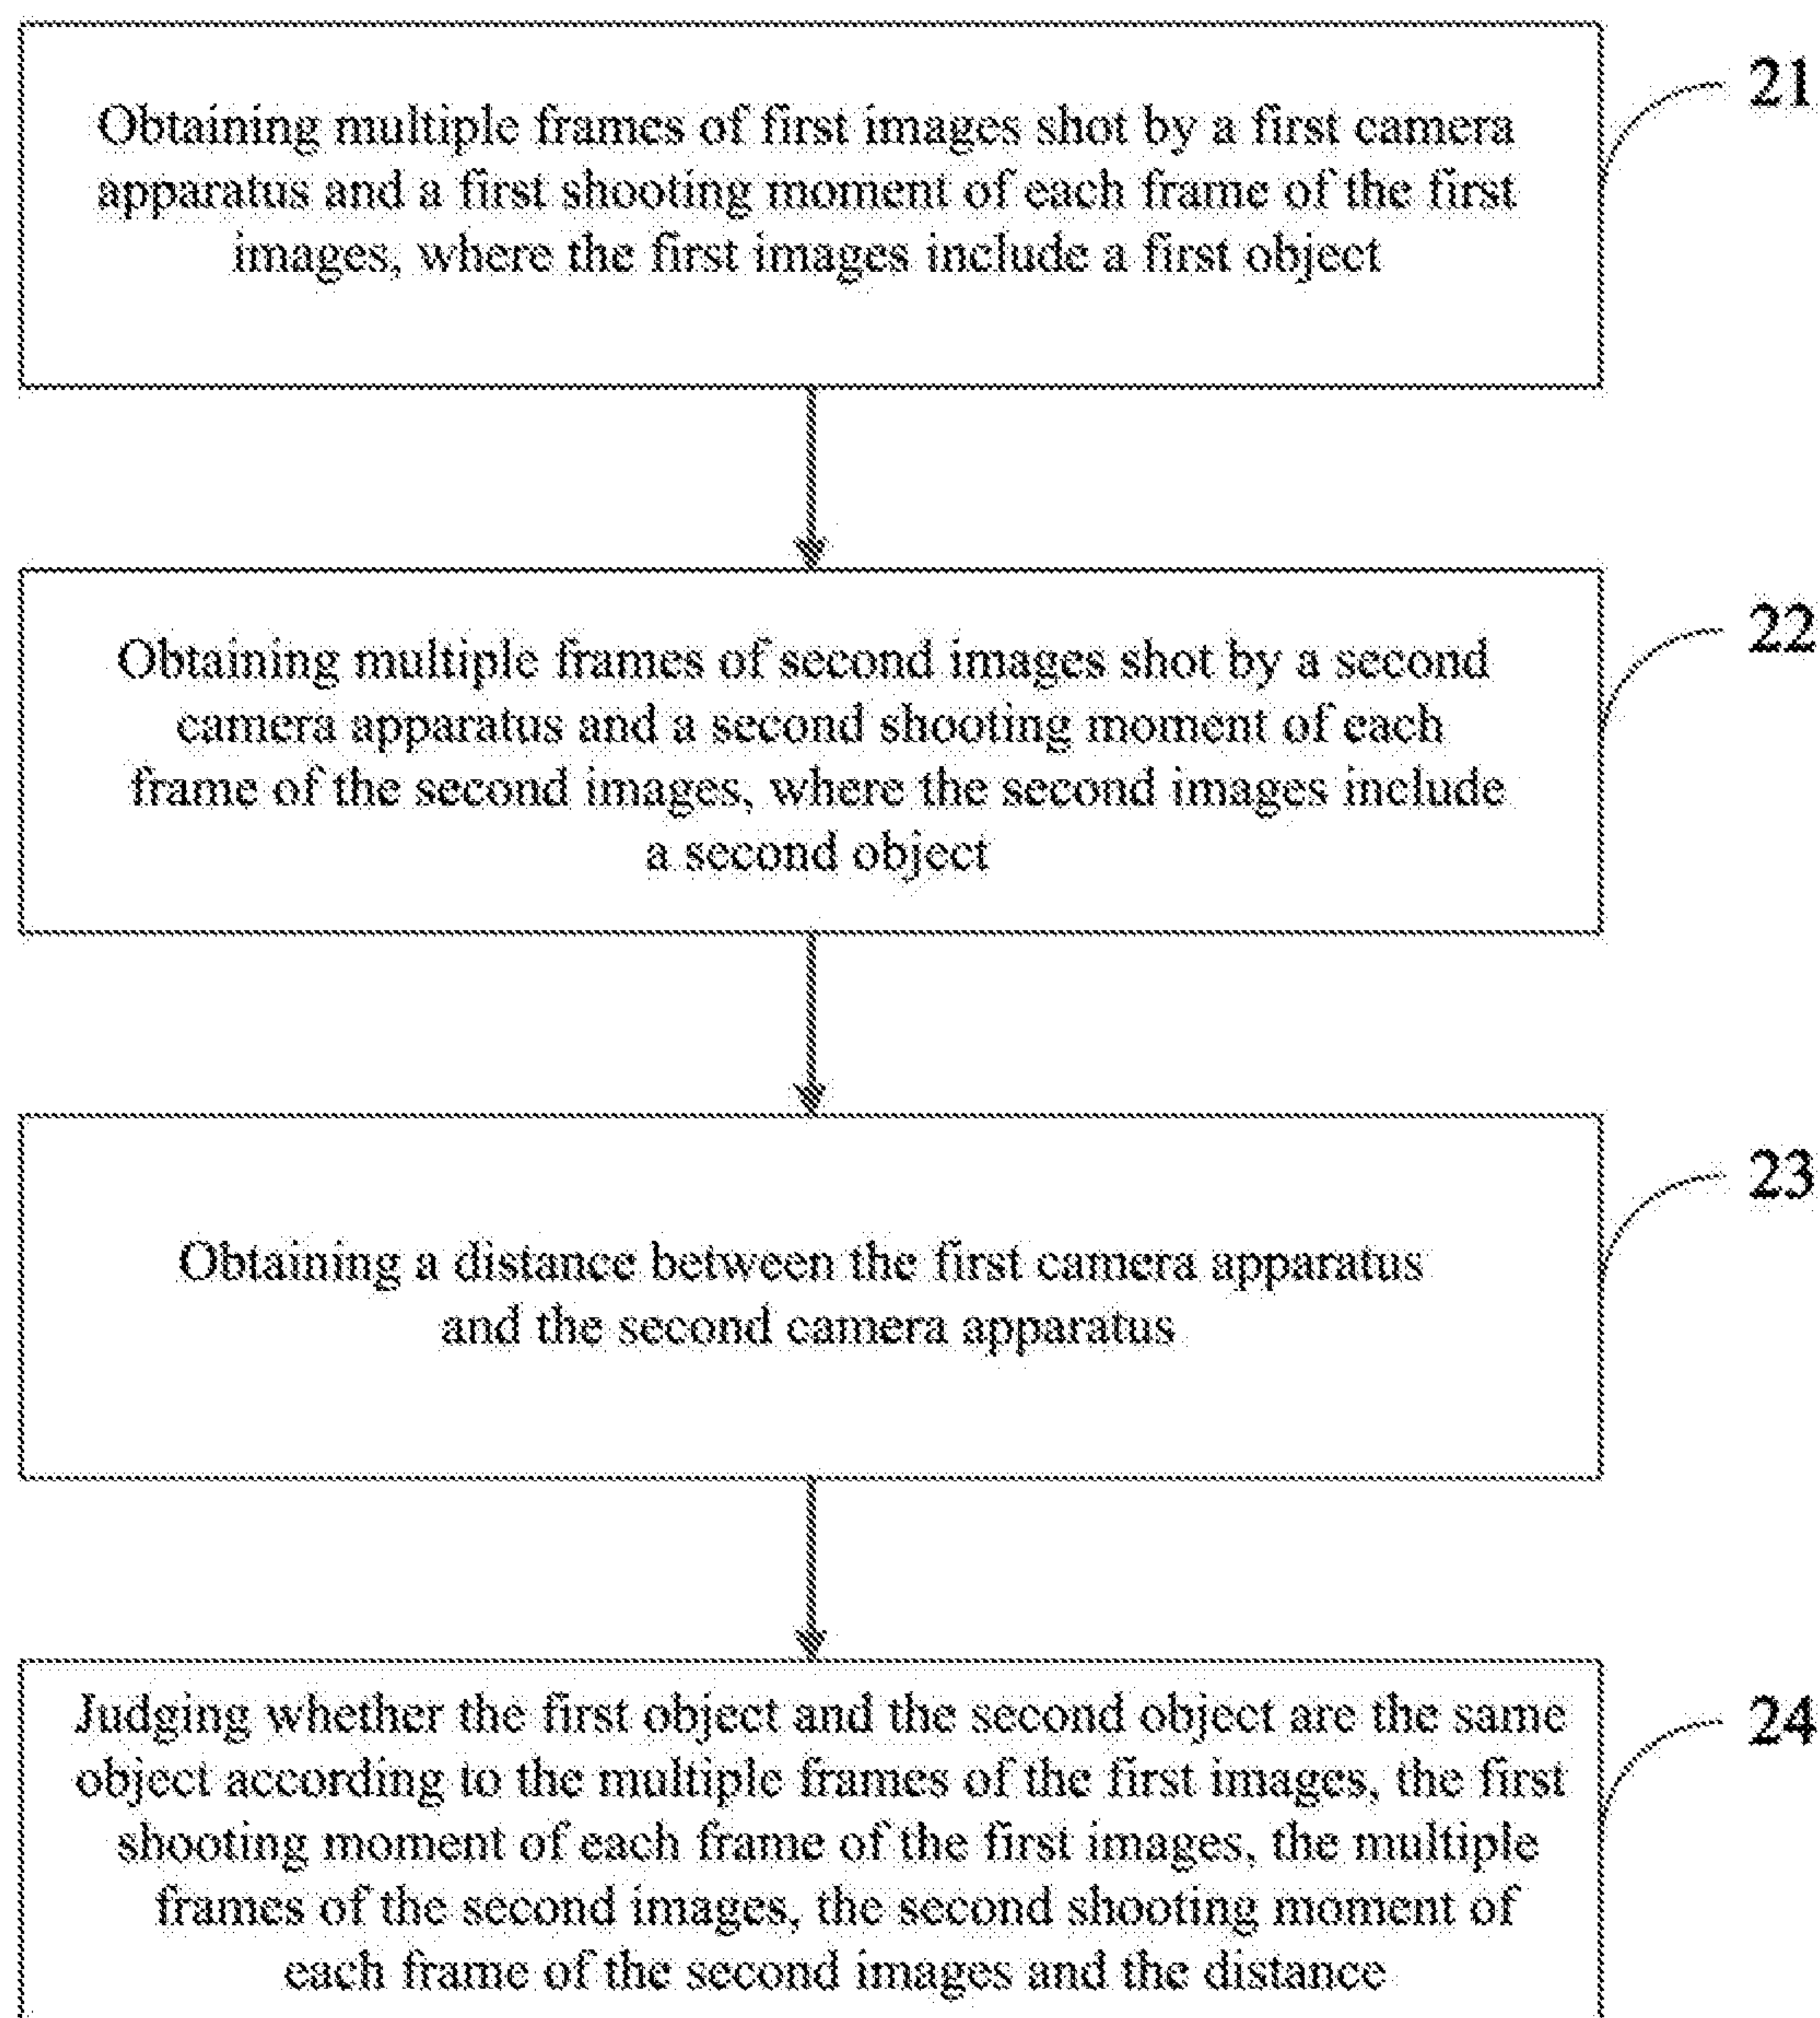 Obtaining multiple frames of first images shot by a first camera
apparatus and a first shooting moment of each frame of the first
images, where the first images include a first object
21
Obtaining multiple frames of second images shot by a second
camera apparatus and a second shooting moment of each
frame of the second images, where the second images include
a second object
22
Obtaining a distance between the first camera apparatus
and the second camera apparatus
23
Judging whether the first object and the second object are the same
object according to the multiple frames of the first images, the first
shooting moment of each frame of the first images, the multiple
frames of the second images, the second shooting moment of
each frame of the second images and the distance
24